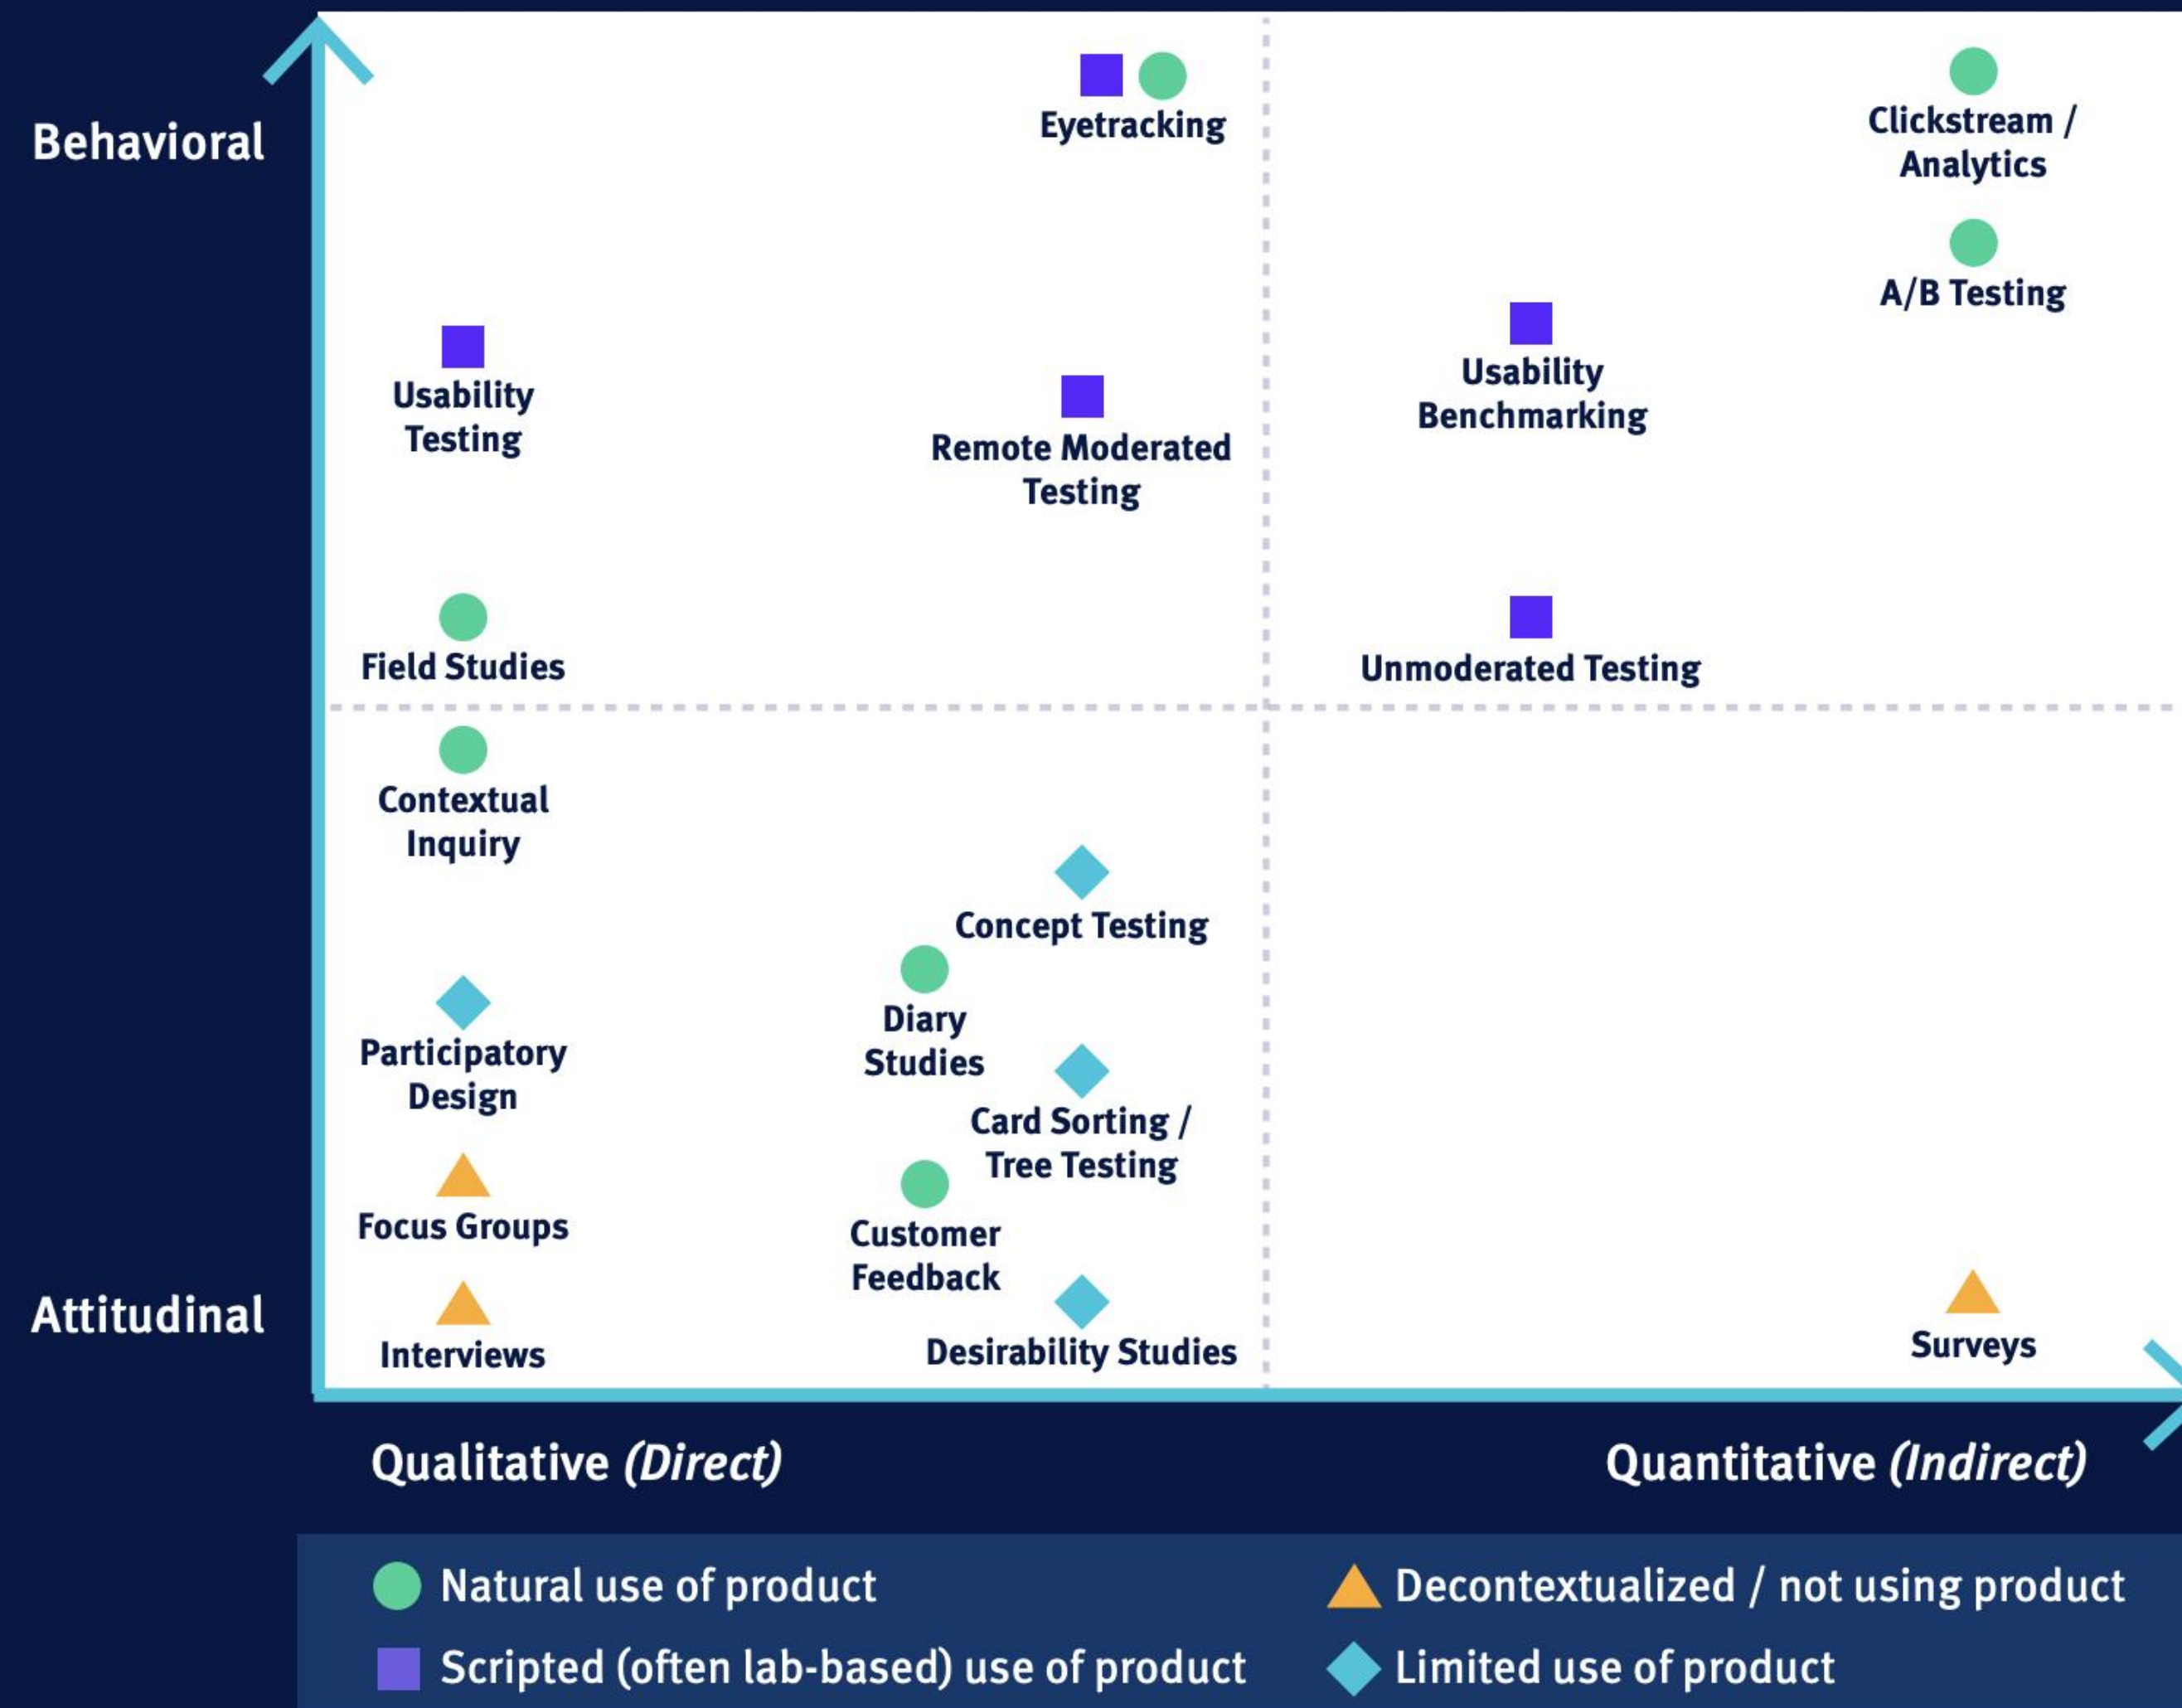 Behavioral
Eyetracking
Clickstream /
Analytics
A/B Testing
Usability
Testing
Remote Moderated
Testing
Usability
Benchmarking
Field Studies
Unmoderated Testing
Contextual
Inquiry
Concept Testing
Diary
Studies
Participatory
Design
Card Sorting /
Tree Testing
Focus Groups
Customer
Feedback
Attitudinal
Interviews
Desirability Studies
Surveys
Qualitative (Direct)
Quantitative (Indirect)
Natural use of product
Decontextualized / not using product
Scripted (often lab-based) use of product
Limited use of product